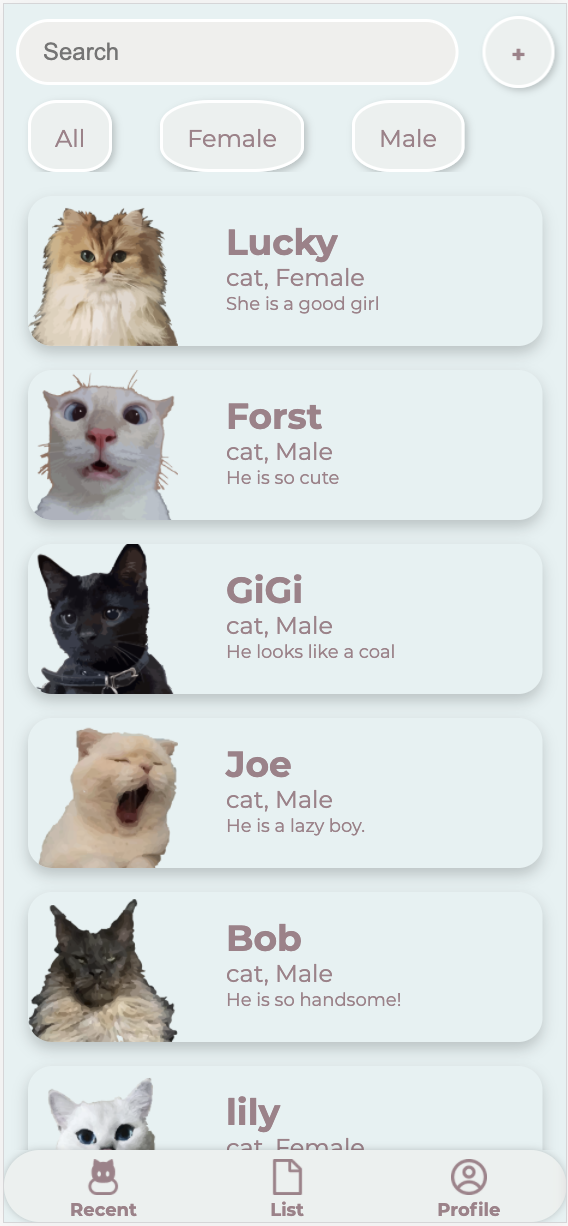 Search
+
All
Female
Male
Lucky
cat, Female
She is a good girl
Forst
cat, Male
He is so cute
GiGi
cat, Male
He looks like a coal
Joe
cat, Male
He is a lazy boy.
Bob
cat, Male
He is so handsome!
lily
cat, Female
Recent
List
Profile